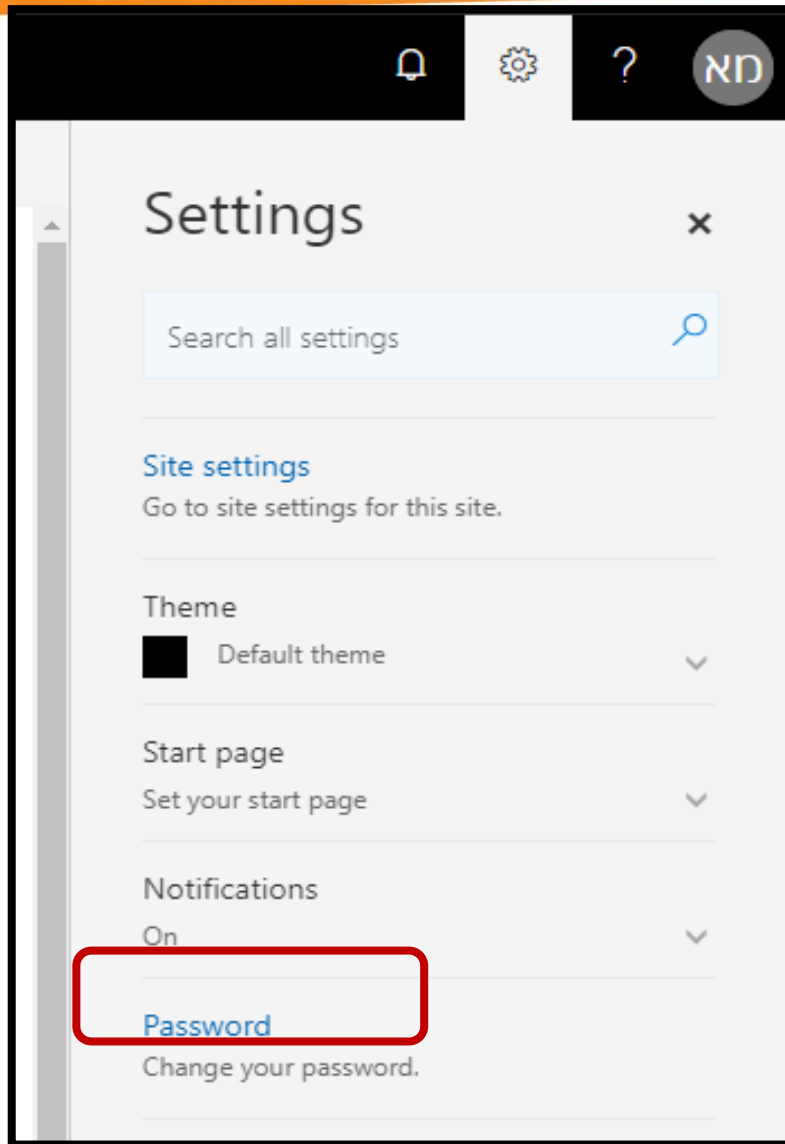 ? מא
Settings ×
Search all settings
Site settings
Go to site settings for this site.
Theme
Default theme
Start page
Set your start page
Notifications
On
Password
Change your password.